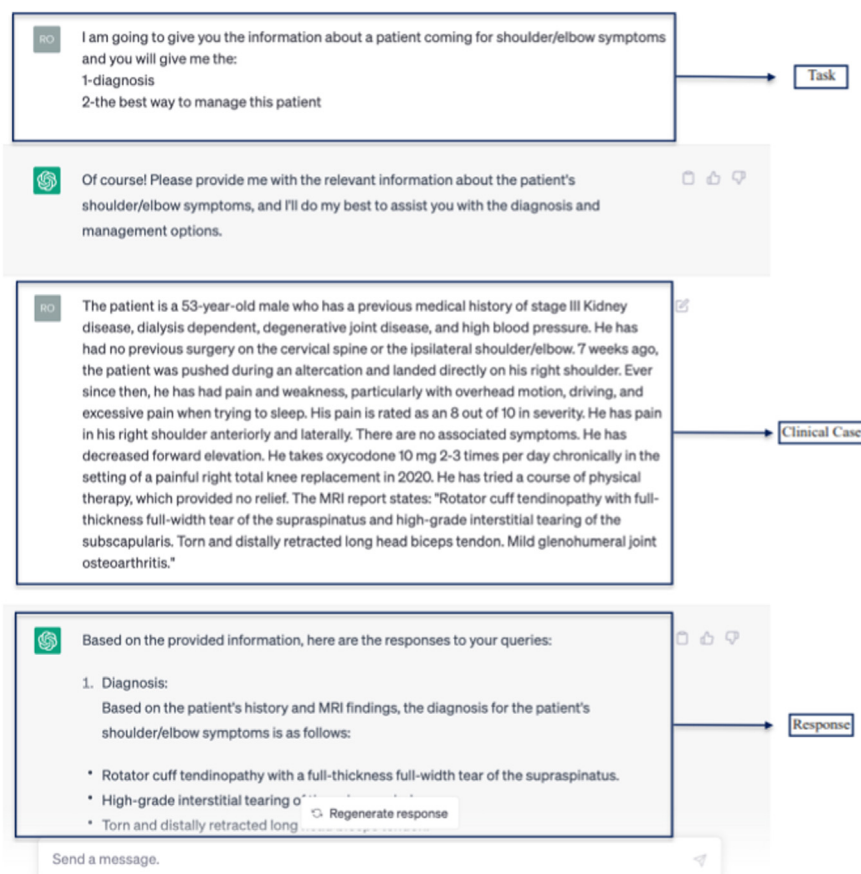 RO
I am going to give you the information about a patient coming for shoulder/elbow symptoms
and you will give me the:
1-diagnosis
2-the best way to manage this patient
Task
Of course! Please provide me with the relevant information about the patient's
shoulder/elbow symptoms, and I'll do my best to assist you with the diagnosis and
management options.
RO
The patient is a 53-year-old male who has a previous medical history of stage III Kidney
disease, dialysis dependent, degenerative joint disease, and high blood pressure. He has
had no previous surgery on the cervical spine or the ipsilateral shoulder/elbow. 7 weeks ago,
the patient was pushed during an altercation and landed directly on his right shoulder. Ever
since then, he has had pain and weakness, particularly with overhead motion, driving, and
excessive pain when trying to sleep. His pain is rated as an 8 out of 10 in severity. He has pain
in his right shoulder anteriorly and laterally. There are no associated symptoms. He has
decreased forward elevation. He takes oxycodone 10 mg 2-3 times per day chronically in the
setting of a painful right total knee replacement in 2020. He has tried a course of physical
therapy, which provided no relief. The MRI report states: "Rotator cuff tendinopathy with full-
thickness full-width tear of the supraspinatus and high-grade interstitial tearing of the
subscapularis. Torn and distally retracted long head biceps tendon. Mild glenohumeral joint
osteoarthritis."
Clinical Case
Based on the provided information, here are the responses to your queries:
1. Diagnosis:
Based on the patient's history and MRI findings, the diagnosis for the patient's
shoulder/elbow symptoms is as follows:
Response
• Rotator cuff tendinopathy with a full-thickness full-width tear of the supraspinatus.
• High-grade interstitial tearing o
Regenerate response
• Torn and distally retracted long
Send a message.